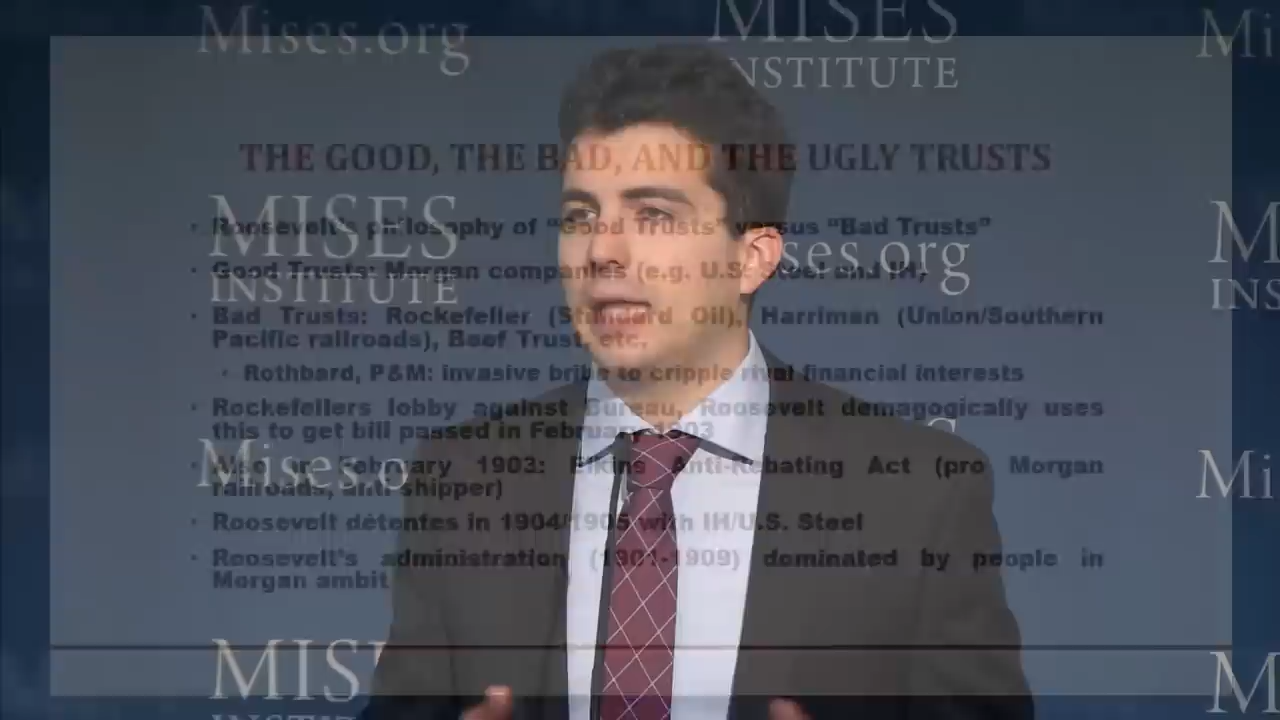 Mises.org
MISES
INSTITUTE
Mi
THE GOOD, THE BAD, AND THE UGLY TRUSTS
MISES
INSTITUTE
Mises.org
M
INS
· Roosevelt's philosophy of "Good Trusts" versus "Bad Trusts"
· Good Trusts: Morgan companies (e.g. U.S. Steel and IH)
· Bad Trusts: Rockefeller (Standard Oil), Harriman (Union/Southern
Pacific railroads), Beef Trust, etc.
· Rothbard, P&M: invasive bribe to cripple rival financial interests
· Rockefellers lobby against Bureau, Roosevelt demagogically uses
this to get bill passed in February 1903
Mises.o
Mi
· Also in February 1903: Elkins Anti-Rebating Act (pro Morgan
railroads, anti shipper)
· Roosevelt détentes in 1904/1905 with IH/U.S. Steel
· Roosevelt's administration (1901-1909) dominated by people in
Morgan ambit
MISE
M